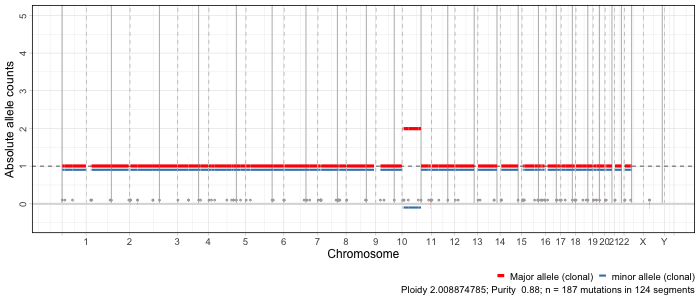 Absolute allele counts
5
4
3
2
1
0
1 2 3 4 5 6 7 8 9 10 11 12 13 14 15 16 17 18 19 20 21 22 X Y
Chromosome
Major allele (clonal) minor allele (clonal)
Ploidy 2.008874785; Purity 0.88; n = 187 mutations in 124 segments